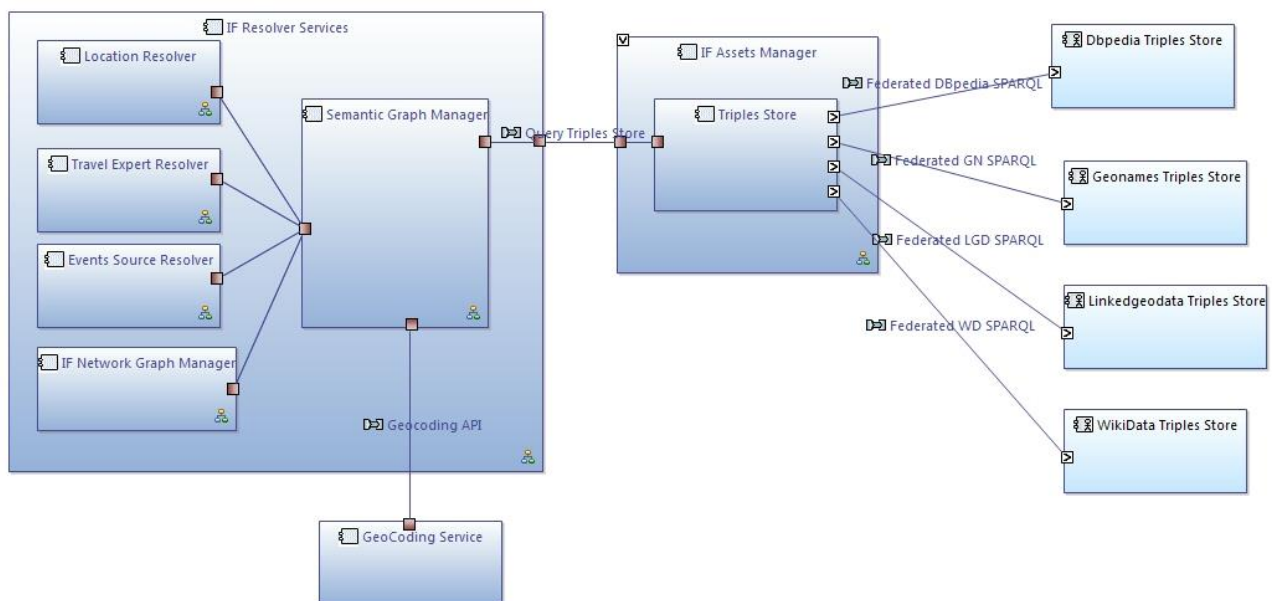 IF Resolver Services
Location Resolver
Travel Expert Resolver
Events Source Resolver
IF Network Graph Manager
Semantic Graph Manager
Query Triples Store
Geocoding API
GeoCoding Service
IF Assets Manager
Triples Store
Federated DBpedia SPARQL
Federated GN SPARQL
Federated LGD SPARQL
Federated WD SPARQL
Dbpedia Triples Store
Geonames Triples Store
Linkedgeodata Triples Store
WikiData Triples Store